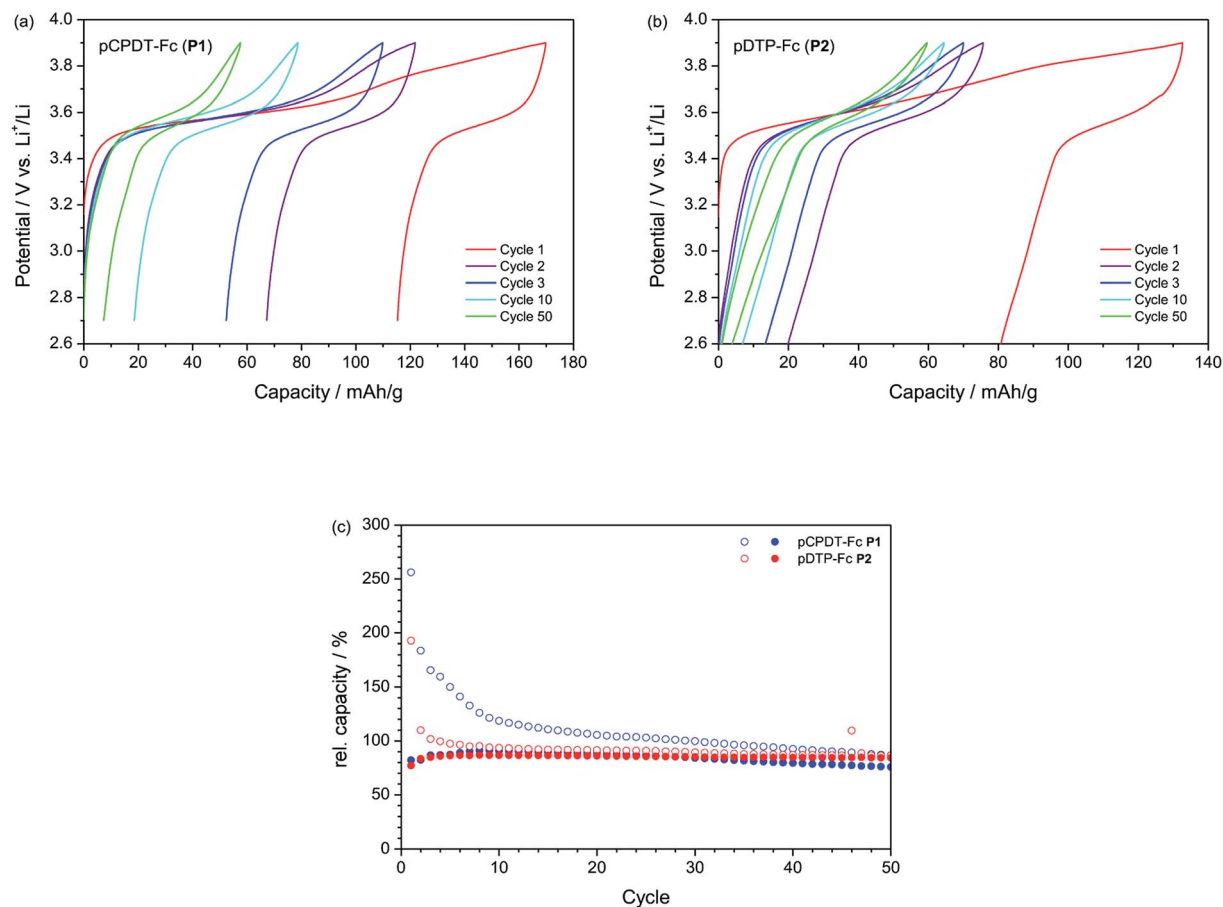 (a)
pCPDT-Fc (P1)
Potential / V vs. Li⁺/Li
4.0
3.8
3.6
3.4
3.2
3.0
2.8
2.6
Cycle 1
Cycle 2
Cycle 3
Cycle 10
Cycle 50
0 20 40 60 80 100 120 140 160 180
Capacity / mAh/g
(b)
pDTP-Fc (P2)
Potential / V vs. Li⁺/Li
4.0
3.8
3.6
3.4
3.2
3.0
2.8
2.6
Cycle 1
Cycle 2
Cycle 3
Cycle 10
Cycle 50
0 20 40 60 80 100 120 140
Capacity / mAh/g
(c)
rel. capacity / %
300
250
200
150
100
50
0
pCPDT-Fc P1
pDTP-Fc P2
0 10 20 30 40 50
Cycle